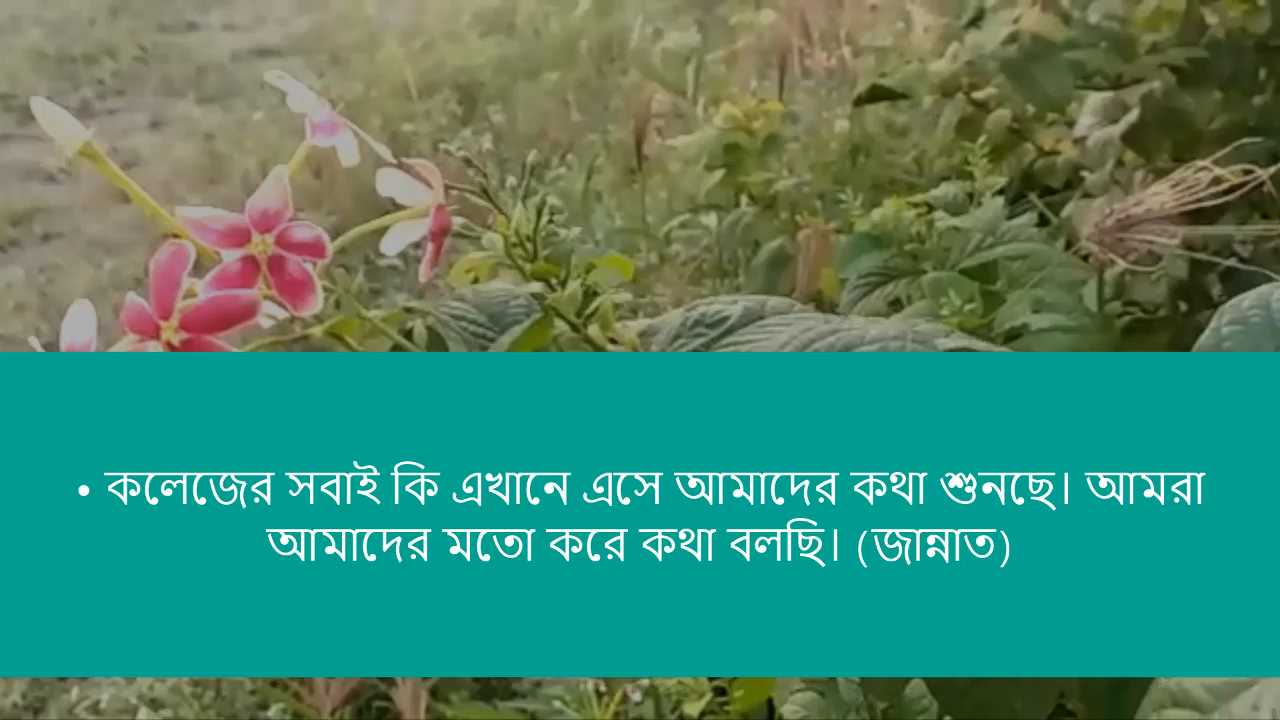 • কলেজের সবাই কি এখানে এসে আমাদের কথা শুনছে। আমরা
আমাদের মতো করে কথা বলছি। (জান্নাত)